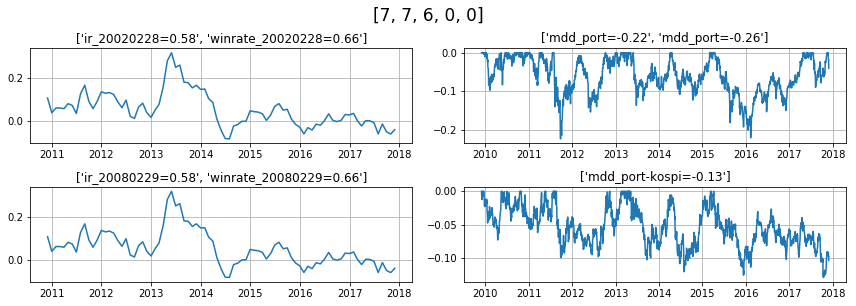 [7, 7, 6, 0, 0]
['ir_20020228=0.58', 'winrate_20020228=0.66']
0.2
0.0
2011 2012 2013 2014 2015 2016 2017 2018
['mdd_port=-0.22', 'mdd_port=-0.26']
0.0
−0.1
−0.2
2010 2011 2012 2013 2014 2015 2016 2017 2018
['ir_20080229=0.58', 'winrate_20080229=0.66']
0.2
0.0
2011 2012 2013 2014 2015 2016 2017 2018
['mdd_port-kospi=-0.13']
0.00
−0.05
−0.10
2010 2011 2012 2013 2014 2015 2016 2017 2018